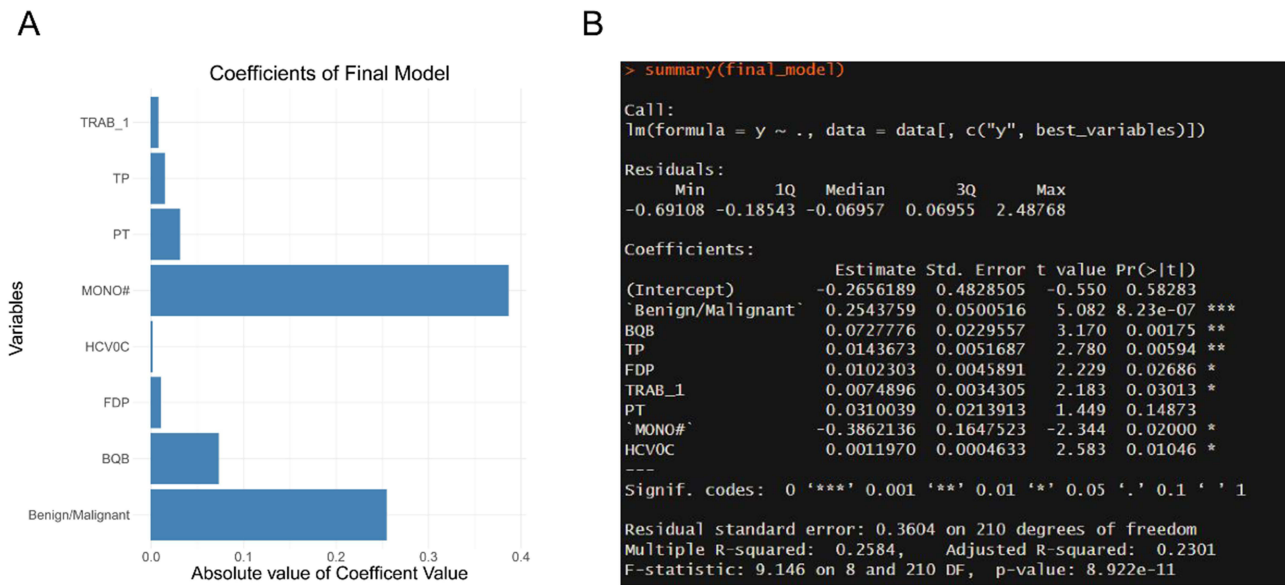 A
Coefficients of Final Model
Variables
TRAB_1
TP
PT
MONO#
HCV0C
FDP
BQB
Benign/Malignant
0.0 0.1 0.2 0.3 0.4
Absolute value of Coefficent Value
B
> summary(final_model)
Call:
lm(formula = y ~ ., data = data[, c("y", best_variables)])
Residuals:
Min 1Q Median 3Q Max
-0.69108 -0.18543 -0.06957 0.06955 2.48768
Coefficients:
Estimate Std. Error t value Pr(>|t|)
(Intercept) -0.2656189 0.4828505 -0.550 0.58283
`Benign/Malignant` 0.2543759 0.0500516 5.082 8.23e-07 ***
BQB 0.0727776 0.0229557 3.170 0.00175 **
TP 0.0143673 0.0051687 2.780 0.00594 **
FDP 0.0102303 0.0045891 2.229 0.02686 *
TRAB_1 0.0074896 0.0034305 2.183 0.03013 *
PT 0.0310039 0.0213913 1.449 0.14873
`MONO#` -0.3862136 0.1647523 -2.344 0.02000 *
HCV0C 0.0011970 0.0004633 2.583 0.01046 *
---
Signif. codes: 0 ‘***’ 0.001 ‘**’ 0.01 ‘*’ 0.05 ‘.’ 0.1 ‘ ’ 1
Residual standard error: 0.3604 on 210 degrees of freedom
Multiple R-squared: 0.2584, Adjusted R-squared: 0.2301
F-statistic: 9.146 on 8 and 210 DF, p-value: 8.922e-11